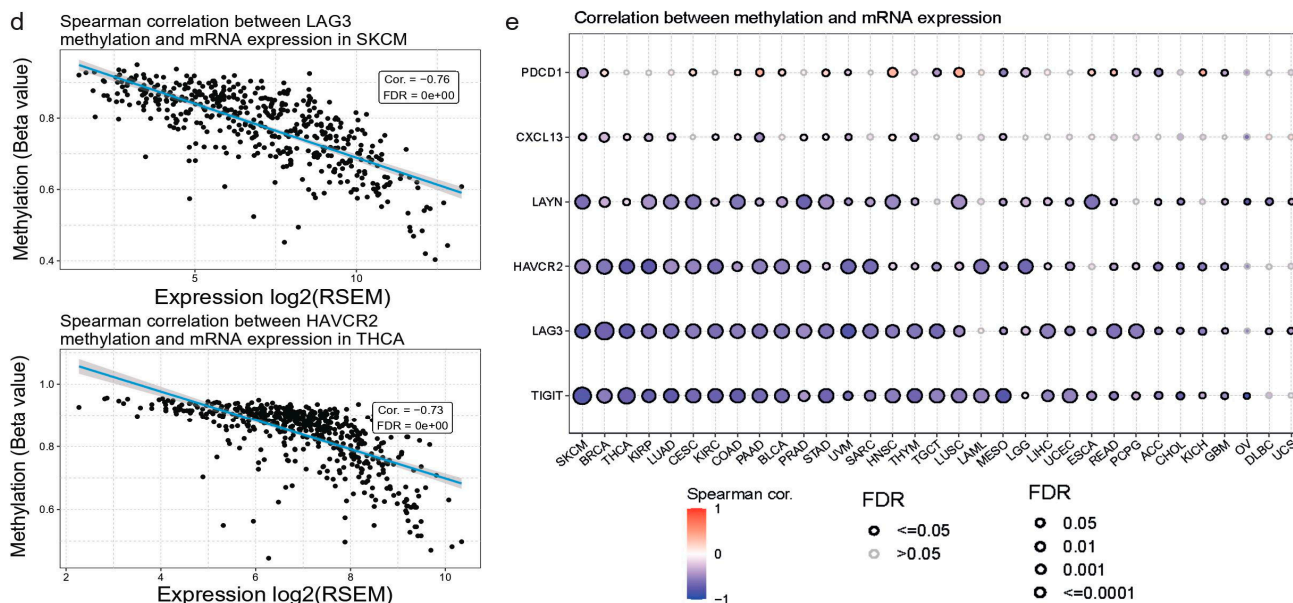 d
Spearman correlation between LAG3
methylation and mRNA expression in SKCM
Methylation (Beta value)
0.8
0.6
0.4
Cor. = −0.76
FDR = 0e+00
5
10
Expression log2(RSEM)
Spearman correlation between HAVCR2
methylation and mRNA expression in THCA
Methylation (Beta value)
1.0
0.8
0.6
Cor. = −0.73
FDR = 0e+00
2
4
6
8
10
Expression log2(RSEM)
e
Correlation between methylation and mRNA expression
PDCD1
CXCL13
LAYN
HAVCR2
LAG3
TIGIT
SKCM
BRCA
THCA
KIRP
LUAD
CESC
KIRC
COAD
PAAD
BLCA
PRAD
STAD
UVM
SARC
HNSC
THYM
TGCT
LUSC
LAML
MESO
LGG
LIHC
UCEC
ESCA
READ
PCPG
ACC
CHOL
KICH
GBM
OV
DLBC
UCS
Spearman cor.
1
0
−1
FDR
<=0.05
>0.05
FDR
0.05
0.01
0.001
<=0.0001